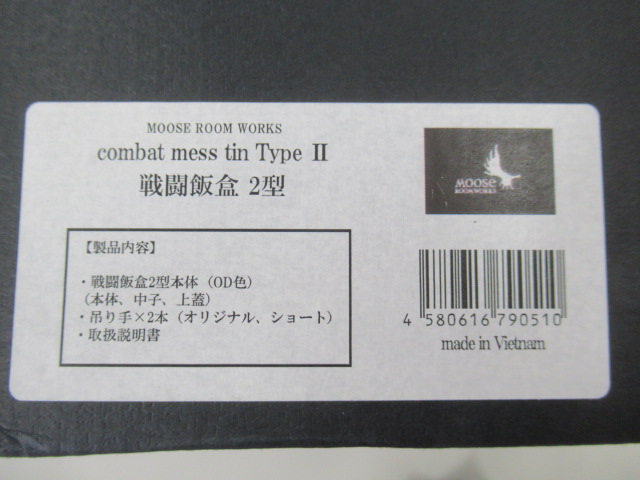 MOOSE ROOM WORKS
combat mess tin Type Ⅱ
戦闘飯盒 2型
【製品内容】
・戦闘飯盒2型本体（OD色）
（本体、中子、上蓋）
・吊り手×2本（オリジナル、ショート）
・取扱説明書
MOOSE
ROOMWORKS
4 580616 790510
made in Vietnam